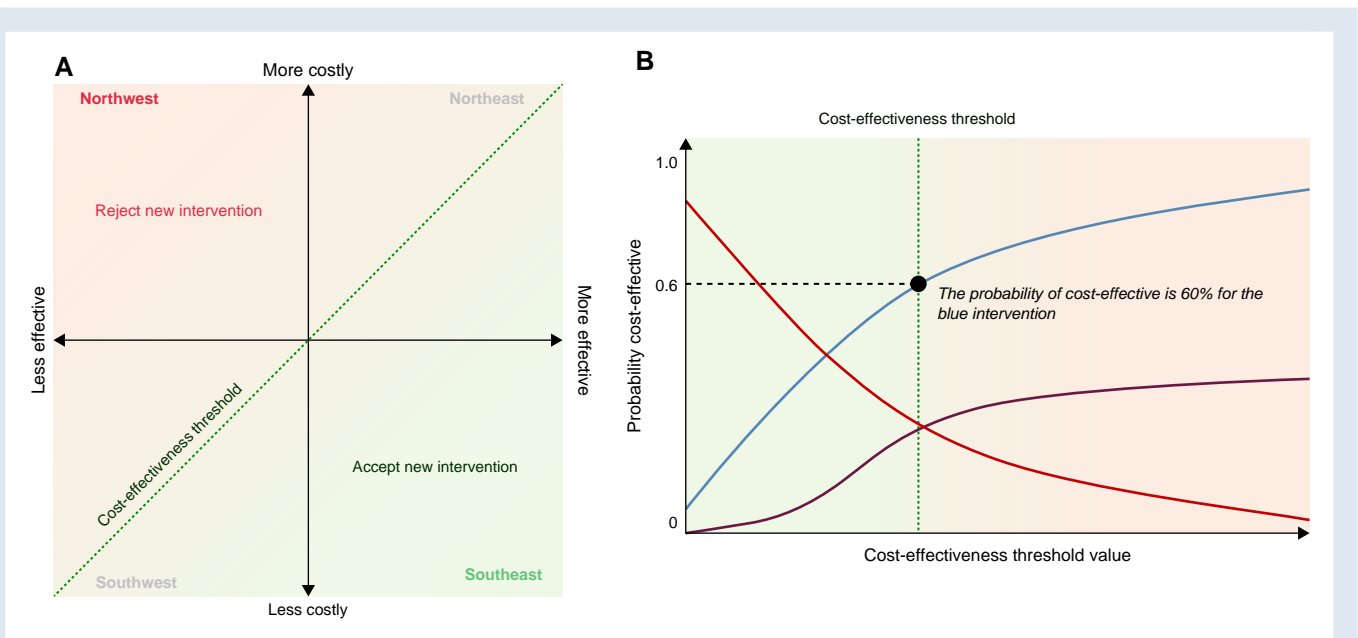 A
More costly
Northwest
Northeast
Reject new intervention
Less effective
More effective
Cost-effectiveness threshold
Accept new intervention
Southwest
Southeast
Less costly
B
Cost-effectiveness threshold
1.0
0.6
0
Probability cost-effective
The probability of cost-effective is 60% for the
blue intervention
Cost-effectiveness threshold value